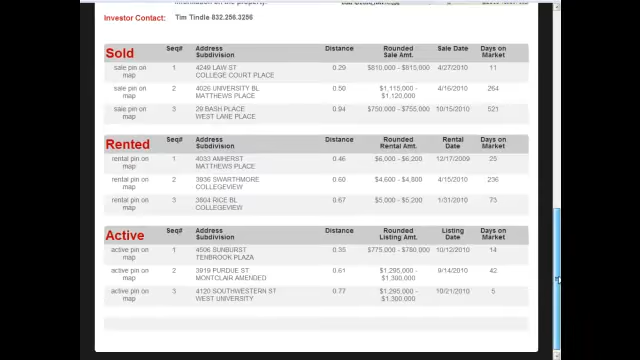 Investor Contact: Tim Tindle 832.256.3256
Sold Seq# Address Subdivision Distance Rounded Sale Amt. Sale Date Days on Market
sale pin on map 1 4249 LAW ST COLLEGE COURT PLACE 0.29 $810,000 - $815,000 4/27/2010 11
sale pin on map 2 4026 UNIVERSITY BL MATTHEWS PLACE 0.50 $1,115,000 - $1,120,000 4/16/2010 264
sale pin on map 3 29 BASH PLACE WEST LANE PLACE 0.94 $750,000 - $755,000 10/15/2010 521
Rented Seq# Address Subdivision Distance Rounded Rental Amt. Rental Date Days on Market
rental pin on map 1 4033 AMHERST MATTHEWS PLACE 0.46 $6,000 - $6,200 12/17/2009 25
rental pin on map 2 3936 SWARTHMORE COLLEGEVIEW 0.60 $4,600 - $4,800 4/15/2010 236
rental pin on map 3 3604 RICE BL COLLEGEVIEW 0.67 $5,000 - $5,200 1/31/2010 73
Active Seq# Address Subdivision Distance Rounded Listing Amt. Listing Date Days on Market
active pin on map 1 4506 SUNBURST TENBROOK PLAZA 0.35 $775,000 - $780,000 10/12/2010 14
active pin on map 2 3919 PURDUE ST MONTCLAIR AMENDED 0.61 $1,295,000 - $1,300,000 9/14/2010 42
active pin on map 3 4120 SOUTHWESTERN ST WEST UNIVERSITY 0.77 $1,295,000 - $1,300,000 10/21/2010 5